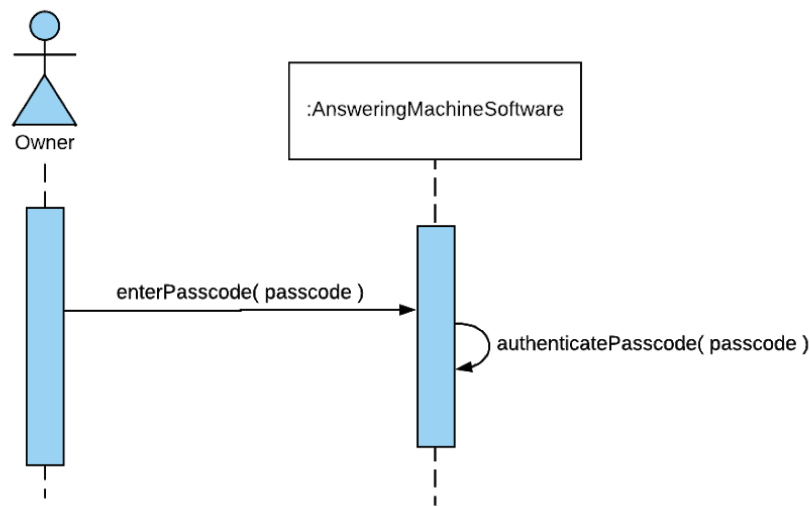 Owner
:AnsweringMachineSoftware
enterPasscode( passcode )
authenticatePasscode( passcode )